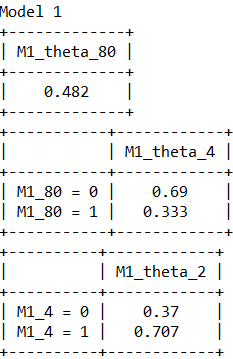 Model 1
+-------------+
| M1_theta_80 |
+-------------+
|    0.482    |
+-------------+
+-----------+------------+
|           | M1_theta_4 |
+-----------+------------+
| M1_80 = 0 |    0.69    |
| M1_80 = 1 |   0.333    |
+-----------+------------+
+----------+------------+
|          | M1_theta_2 |
+----------+------------+
| M1_4 = 0 |    0.37    |
| M1_4 = 1 |   0.707    |
+----------+------------+